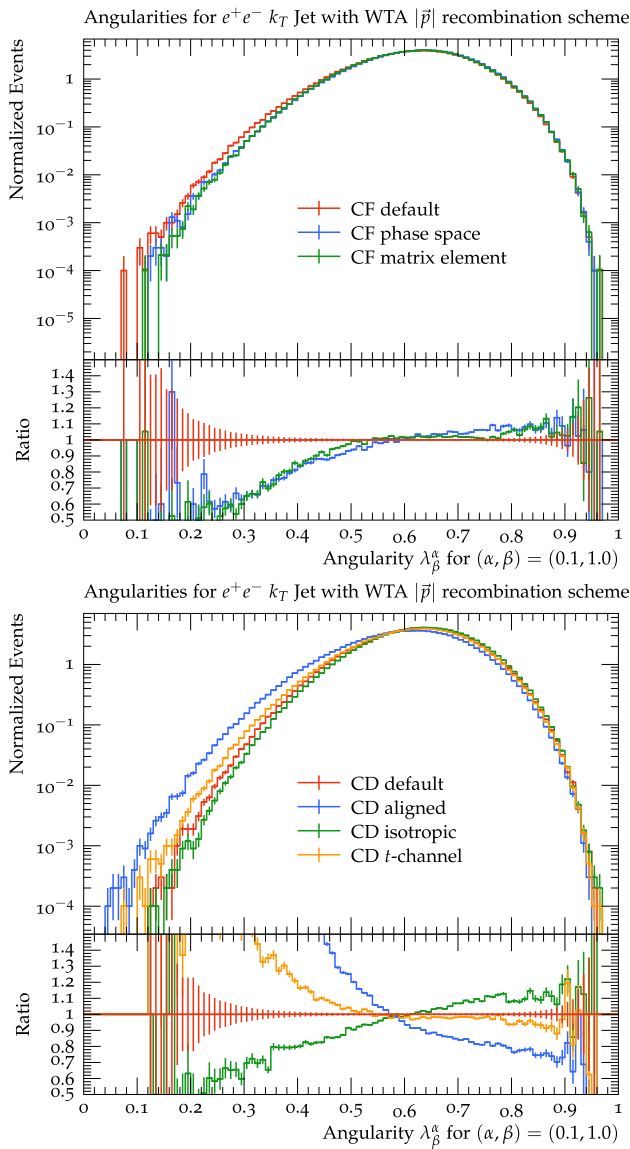 Angularities for e⁺e⁻ k_T Jet with WTA |p⃗| recombination scheme
Normalized Events
1
10⁻¹
10⁻²
10⁻³
10⁻⁴
10⁻⁵
CF default
CF phase space
CF matrix element
Ratio
1.4
1.3
1.2
1.1
1
0.9
0.8
0.7
0.6
0.5
0 0.1 0.2 0.3 0.4 0.5 0.6 0.7 0.8 0.9 1
Angularity λ_β^α for (α, β) = (0.1, 1.0)
Angularities for e⁺e⁻ k_T Jet with WTA |p⃗| recombination scheme
Normalized Events
1
10⁻¹
10⁻²
10⁻³
10⁻⁴
CD default
CD aligned
CD isotropic
CD t-channel
Ratio
1.4
1.3
1.2
1.1
1
0.9
0.8
0.7
0.6
0.5
0 0.1 0.2 0.3 0.4 0.5 0.6 0.7 0.8 0.9 1
Angularity λ_β^α for (α, β) = (0.1, 1.0)